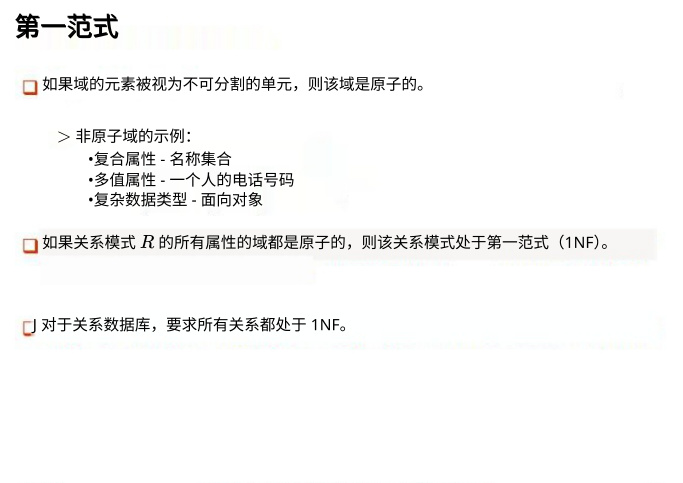 第一范式
如果域的元素被视为不可分割的单元，则该域是原子的。
> 非原子域的示例：
•复合属性 - 名称集合
•多值属性 - 一个人的电话号码
•复杂数据类型 - 面向对象
如果关系模式 R 的所有属性的域都是原子的，则该关系模式处于第一范式（1NF）。
J 对于关系数据库，要求所有关系都处于 1NF。